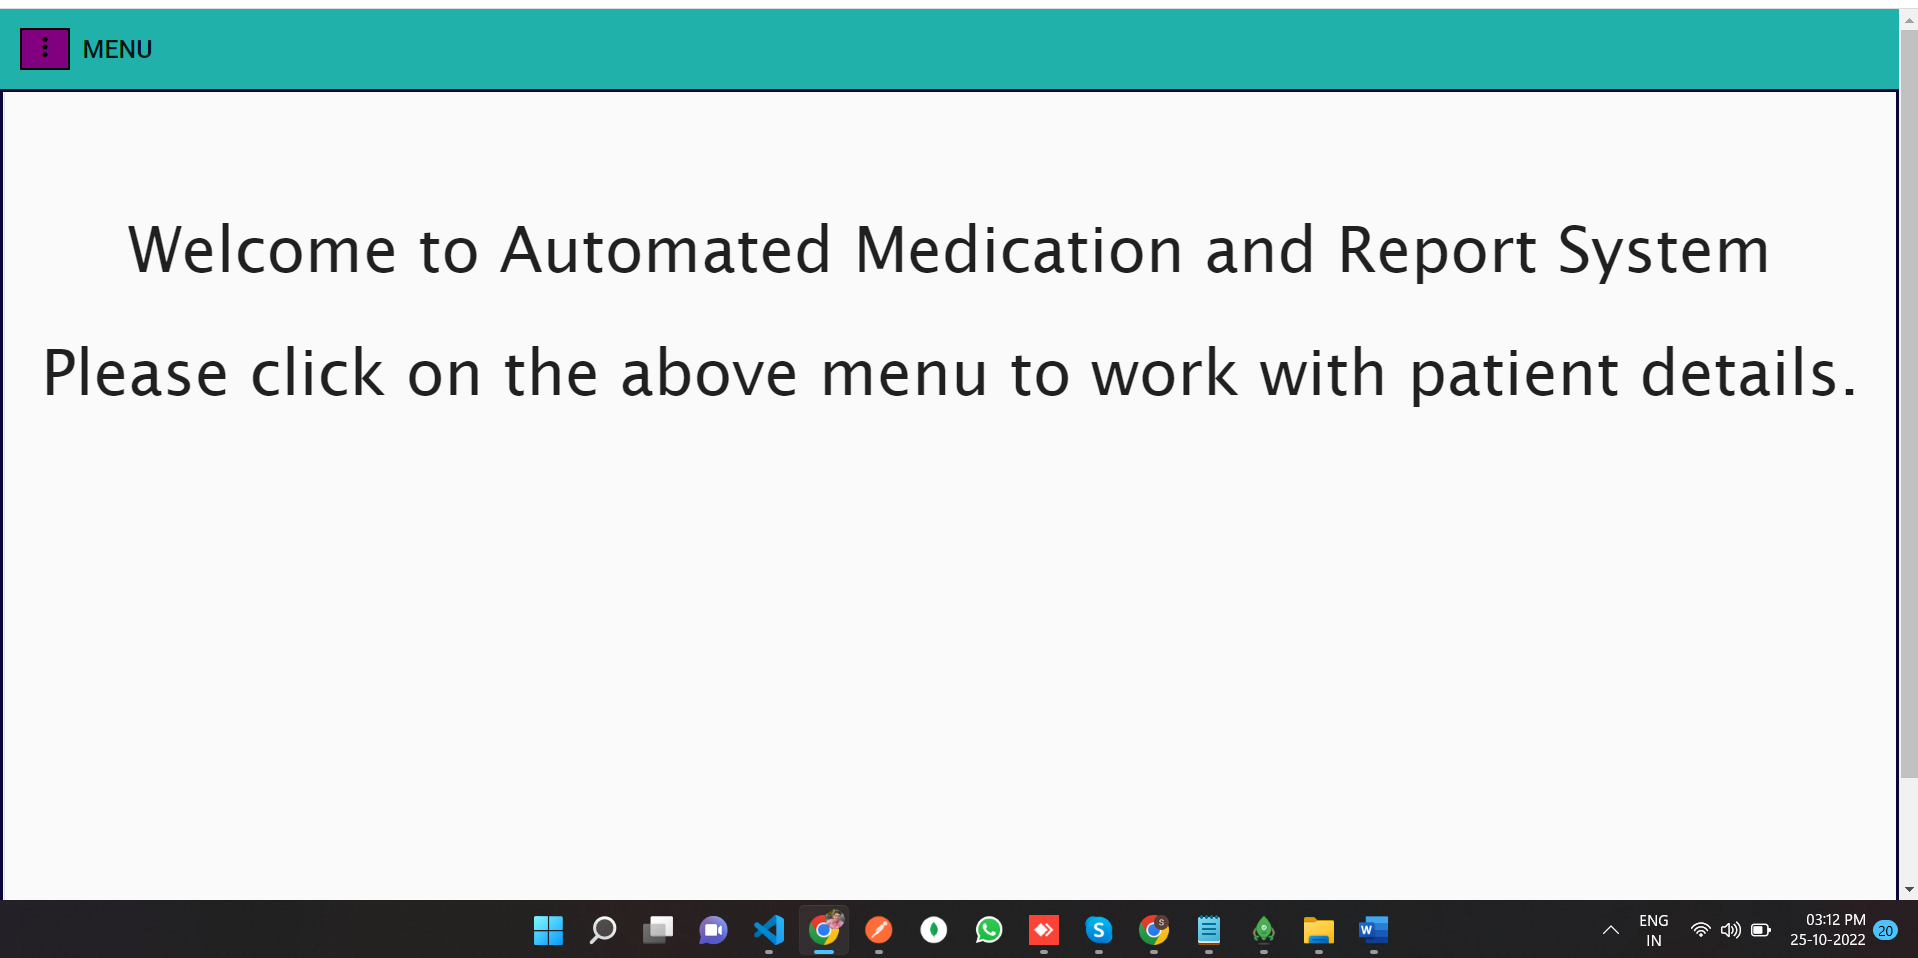 MENU
Welcome to Automated Medication and Report System
Please click on the above menu to work with patient details.
ENG
IN
03:12 PM
25-10-2022
20
S
S
W